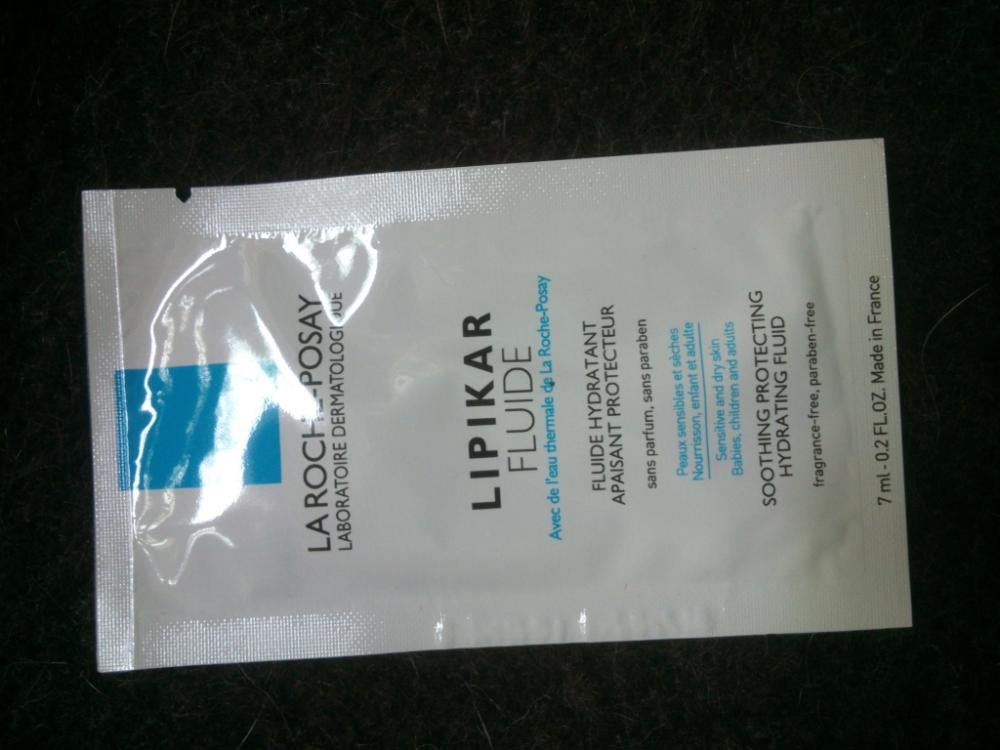 LA ROCHE-POSAY
LABORATOIRE DERMATOLOGIQUE
LIPIKAR
FLUIDE
Avec de l'eau thermale de La Roche-Posay
FLUIDE HYDRATANT
APAISANT PROTECTEUR
sans parfum, sans paraben
Peaux sensibles et sèches
Nourrisson, enfant et adulte
Sensitive and dry skin
Babies, children and adults
SOOTHING PROTECTING
HYDRATING FLUID
fragrance-free, paraben-free
7 ml - 0.2 FL.OZ. Made in France